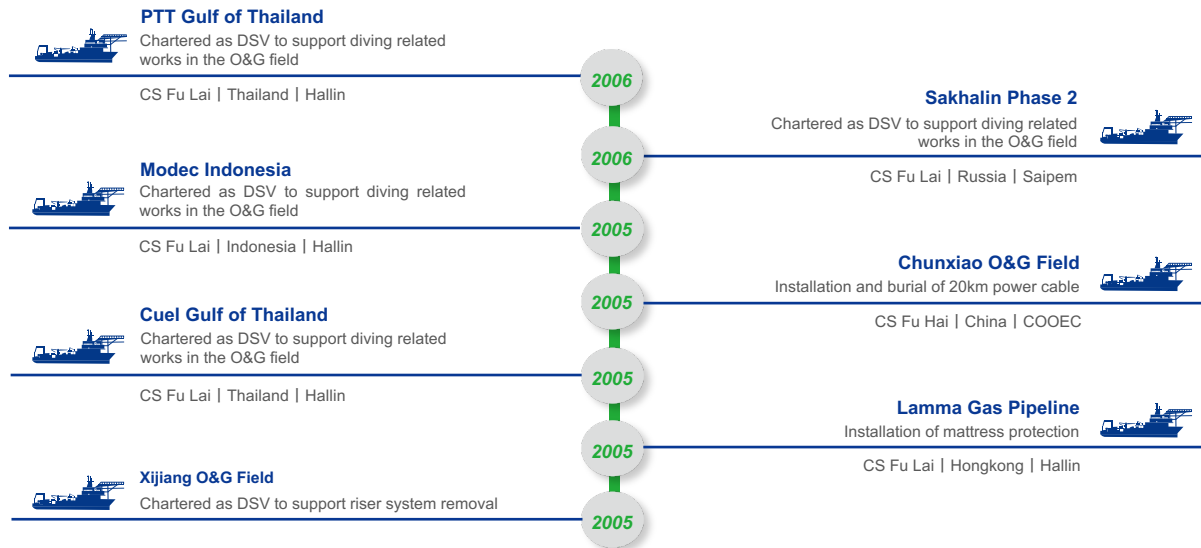 PTT Gulf of Thailand
Chartered as DSV to support diving related
works in the O&G field
CS Fu Lai | Thailand | Hallin
2006
Sakhalin Phase 2
Chartered as DSV to support diving related
works in the O&G field
CS Fu Lai | Russia | Saipem
2006
Modec Indonesia
Chartered as DSV to support diving related
works in the O&G field
CS Fu Lai | Indonesia | Hallin
2005
Chunxiao O&G Field
Installation and burial of 20km power cable
CS Fu Hai | China | COOEC
2005
Cuel Gulf of Thailand
Chartered as DSV to support diving related
works in the O&G field
CS Fu Lai | Thailand | Hallin
2005
Lamma Gas Pipeline
Installation of mattress protection
CS Fu Lai | Hongkong | Hallin
2005
Xijiang O&G Field
Chartered as DSV to support riser system removal
2005